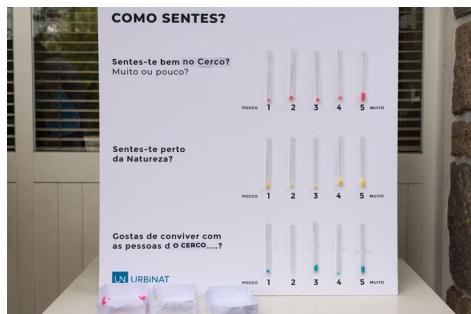 COMO SENTES?
Sentes-te bem no Cerco?
Muito ou pouco?
POUCO 1 2 3 4 5 MUITO
Sentes-te perto
da Natureza?
POUCO 1 2 3 4 5 MUITO
Gostas de conviver com
as pessoas d O CERCO....?
POUCO 1 2 3 4 5 MUITO
UN URBiNAT